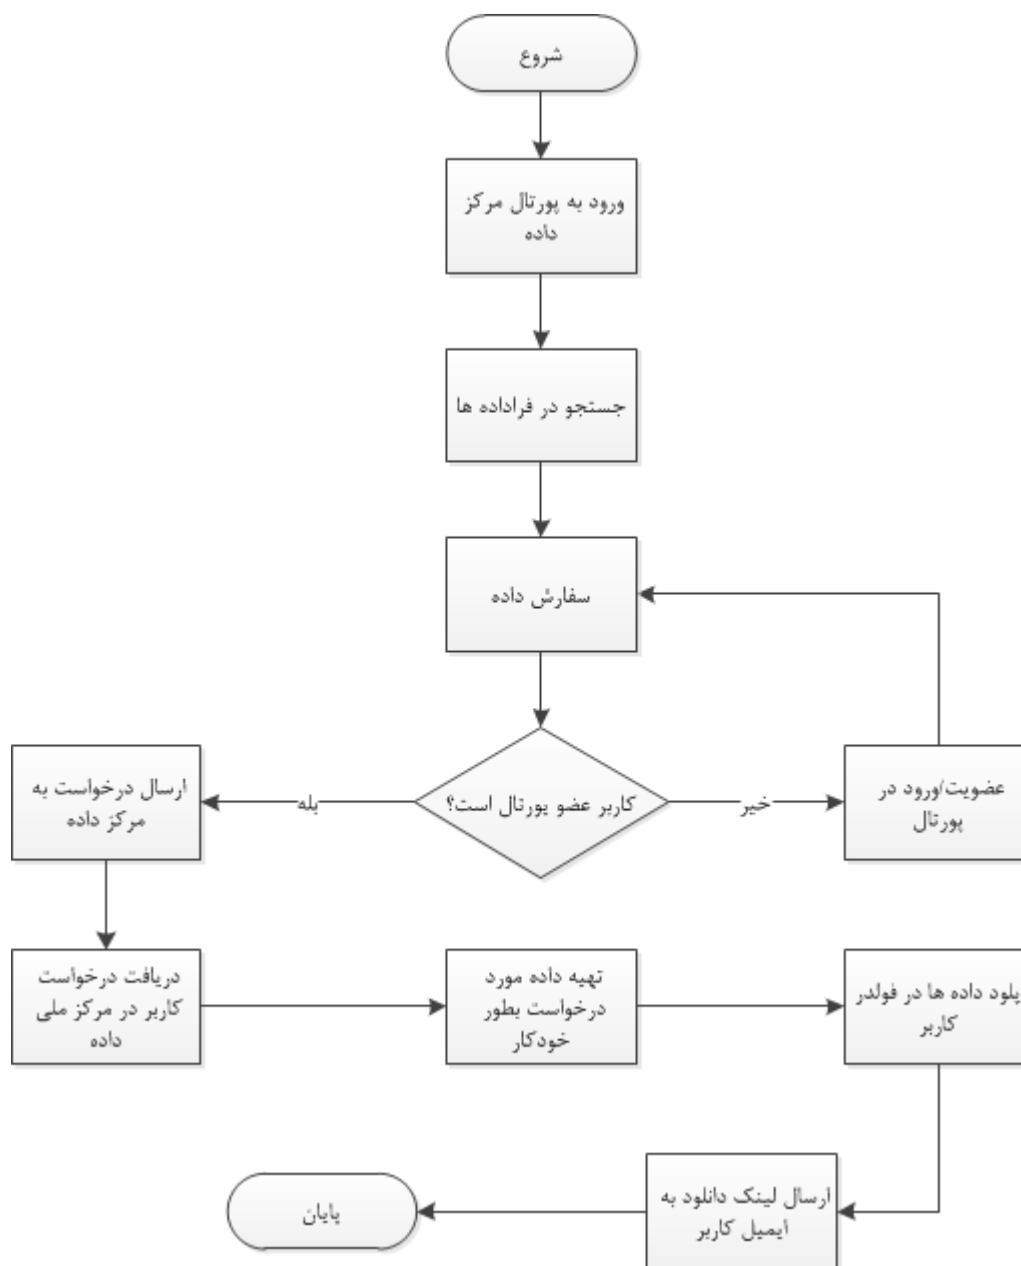 شروع
ورود به پورتال مرکز
داده
جستجو در فراداده ها
سفارش داده
کاربر عضو پورتال است؟
بله
خیر
عضویت/ورود در
پورتال
ارسال درخواست به
مرکز داده
دریافت درخواست
کاربر در مرکز ملی
داده
تهیه داده مورد
درخواست بطور
خودکار
پلود داده ها در فولدر
کاربر
ارسال لینک دانلود به
ایمیل کاربر
پایان